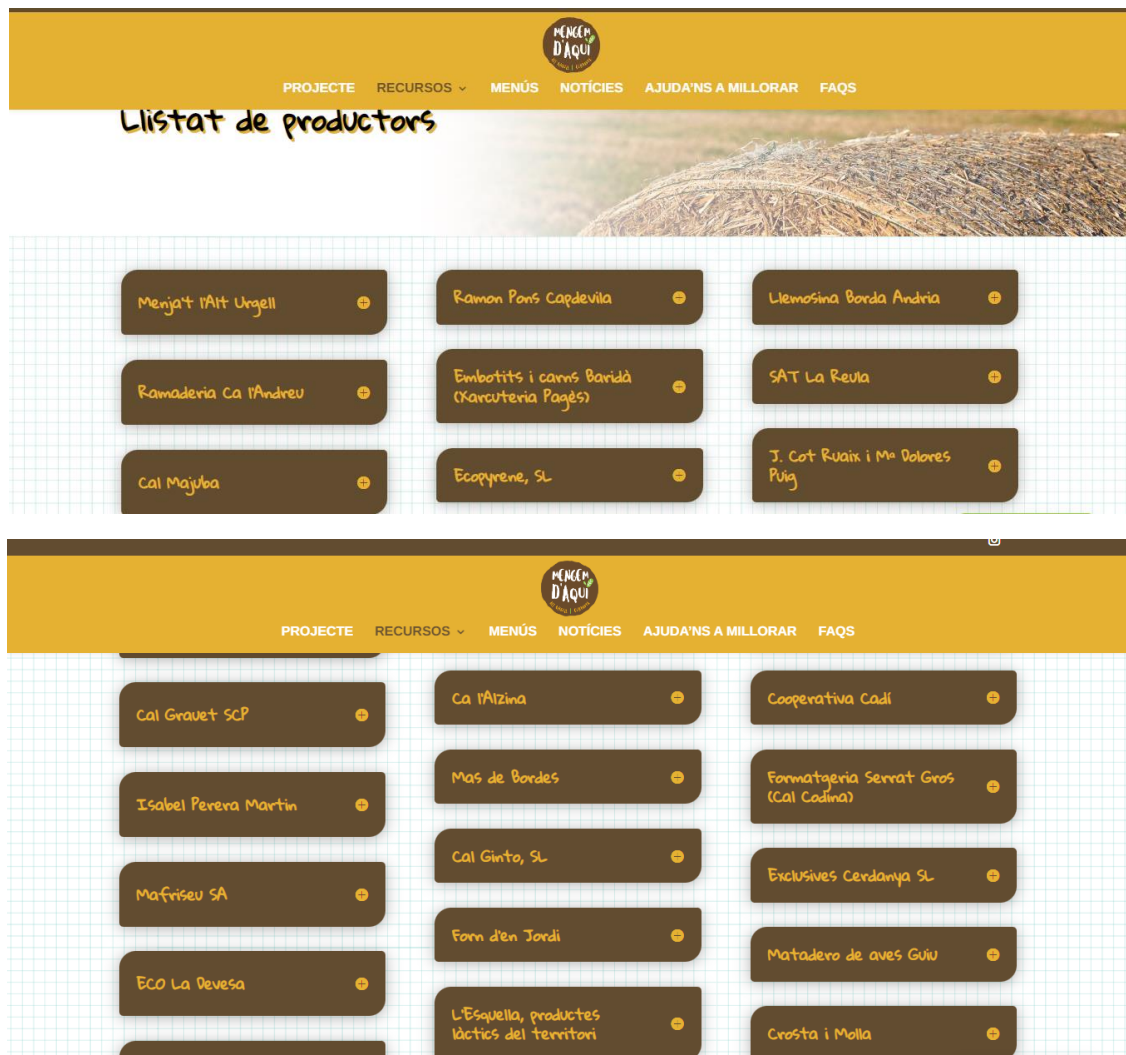 MENGEM
D'AQUÍ
PROJECTE RECURSOS MENÚS NOTÍCIES AJUDA'NS A MILLORAR FAQS
Llistat de productors
Menja't l'Alt Urgell
Ramaderia Ca l'Andreu
Cal Majuba
Ramon Pons Capdevila
Embotits i carns Baridà
(Xarcuteria Pagès)
Ecopyrene, SL
Llemosina Borda Andria
SAT La Reula
J. Cot Ruaix i Mª Dolores
Puig
MENGEM
D'AQUÍ
PROJECTE RECURSOS MENÚS NOTÍCIES AJUDA'NS A MILLORAR FAQS
Cal Gravet SCP
Isabel Perera Martin
Mafriseu SA
ECO La Devesa
Ca l'Alzina
Mas de Bordes
Cal Ginto, SL
Forn d'en Jordi
L'Esquella, productes
làctics del territori
Cooperativa Cadí
Formatgeria Serrat Gros
(Cal Codina)
Exclusives Cerdanya SL
Matadero de aves Guiu
Crosta i Molla